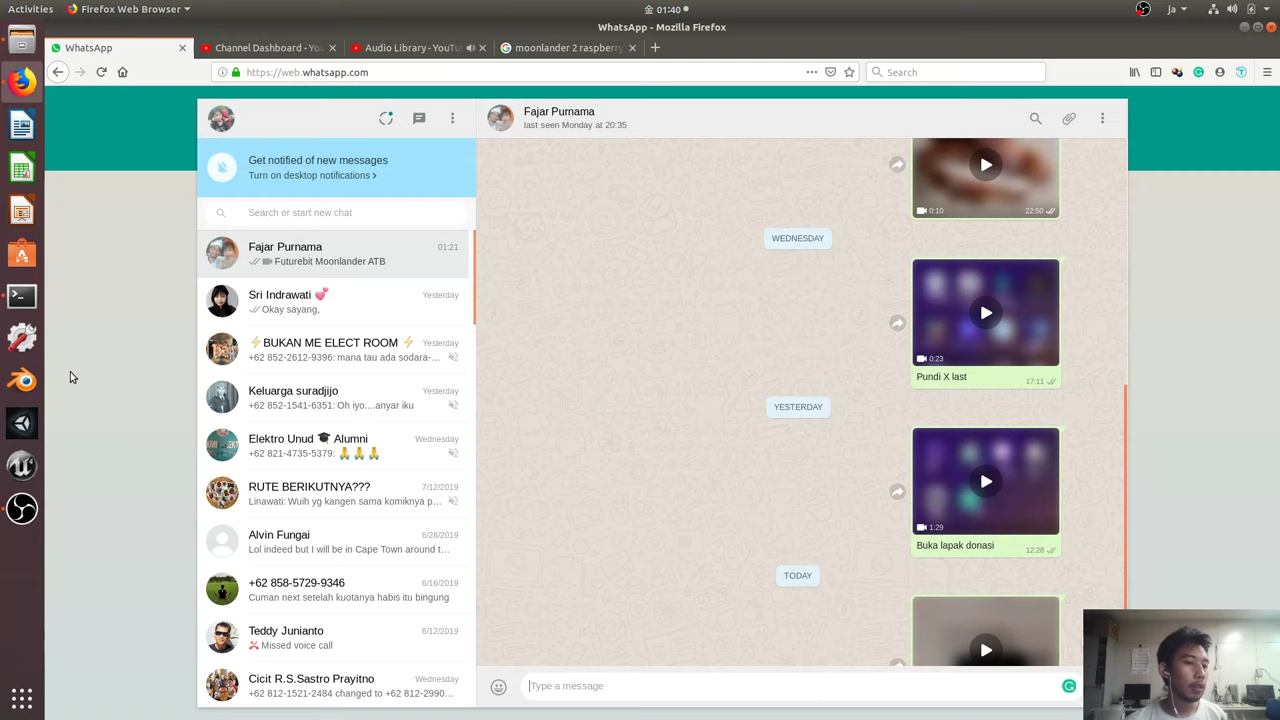 Activities
Firefox Web Browser
金 01:40
ja
WhatsApp - Mozilla Firefox
WhatsApp
Channel Dashboard - You
Audio Library - YouTu
moonlander 2 raspberry
https://web.whatsapp.com
Search
Fajar Purnama
last seen Monday at 20:35
Get notified of new messages
Turn on desktop notifications
Search or start new chat
Fajar Purnama
01:21
Futurebit Moonlander ATB
Sri Indrawati 💕
Yesterday
Okay sayang,
⚡BUKAN ME ELECT ROOM ⚡
Yesterday
+62 852-2612-9396: mana tau ada sodara-…
Keluarga suradjijo
Yesterday
+62 852-1541-6351: Oh iyo....anyar iku
Elektro Unud 🎓 Alumni
Wednesday
+62 821-4735-5379: 🙏🙏🙏
RUTE BERIKUTNYA???
7/12/2019
Linawati: Wuih yg kangen sama komiknya p…
Alvin Fungai
6/28/2019
Lol indeed but I will be in Cape Town around t…
+62 858-5729-9346
6/16/2019
Cuman next setelah kuotanya habis itu bingung
Teddy Junianto
6/12/2019
Missed voice call
Cicit R.S.Sastro Prayitno
Wednesday
+62 812-1521-2484 changed to +62 812-2990…
0:10
22:50
WEDNESDAY
0:23
Pundi X last
17:11
YESTERDAY
1:29
Buka lapak donasi
12:28
TODAY
Type a message